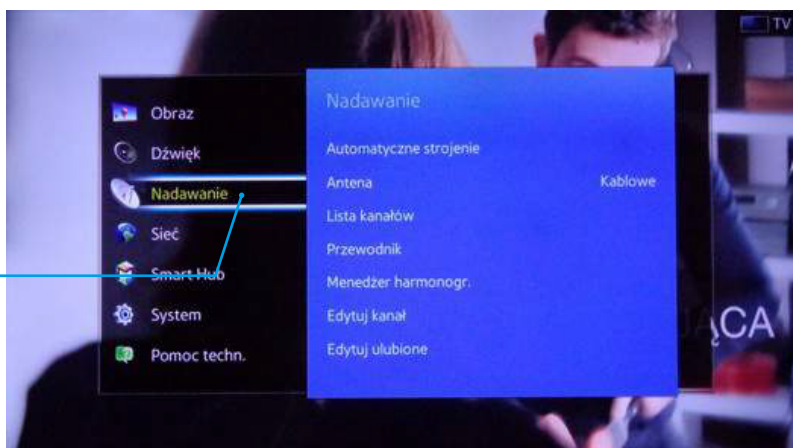 TV
Obraz
Dźwięk
Nadawanie
Sieć
Smart Hub
System
Pomoc techn.
Nadawanie
Automatyczne strojenie
Antena Kablowe
Lista kanałów
Przewodnik
Menedżer harmonogr.
Edytuj kanał
Edytuj ulubione
ĄCA